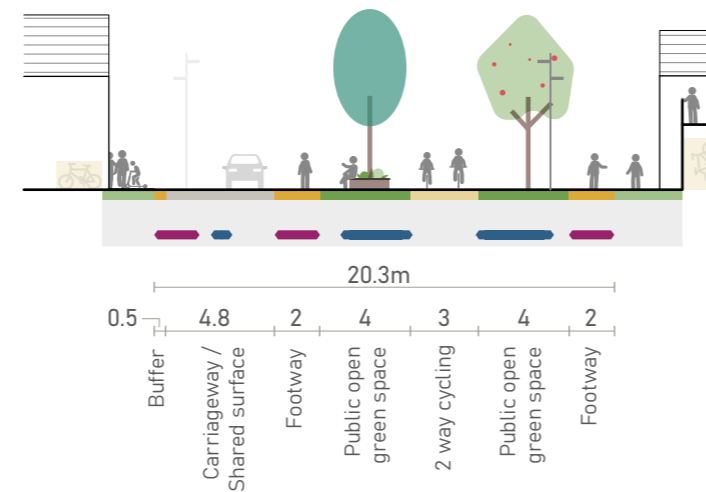 20.3m
0.5 4.8 2 4 3 4 2
Buffer
Carriageway /
Shared surface
Footway
Public open
green space
2 way cycling
Public open
green space
Footway